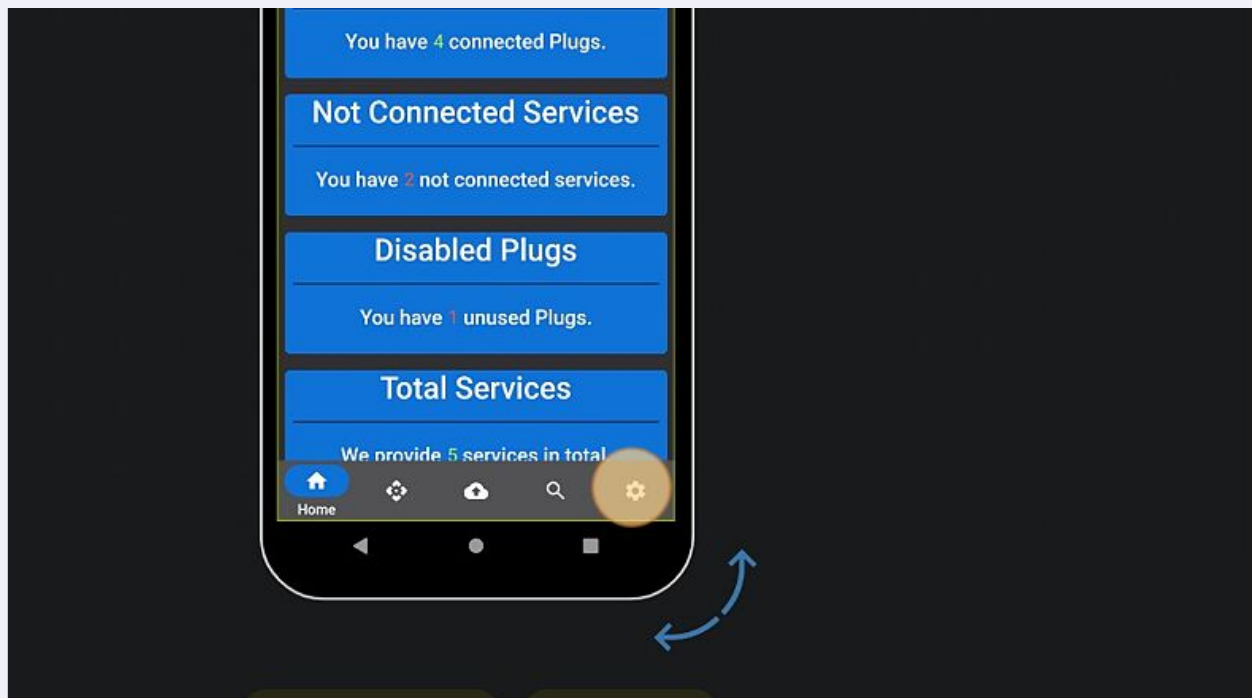 You have 4 connected Plugs.
Not Connected Services
You have 2 not connected services.
Disabled Plugs
You have 1 unused Plugs.
Total Services
We provide 5 services in total
Home